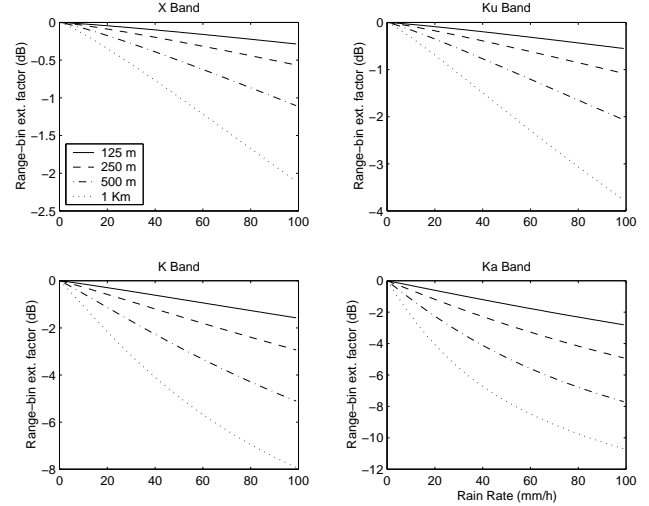 X Band
Range-bin ext. factor (dB)
0
-0.5
-1
-1.5
-2
-2.5
0 20 40 60 80 100
125 m
250 m
500 m
1 Km
Ku Band
Range-bin ext. factor (dB)
0
-1
-2
-3
-4
0 20 40 60 80 100
K Band
Range-bin ext. factor (dB)
0
-2
-4
-6
-8
0 20 40 60 80 100
Ka Band
Range-bin ext. factor (dB)
0
-2
-4
-6
-8
-10
-12
0 20 40 60 80 100
Rain Rate (mm/h)